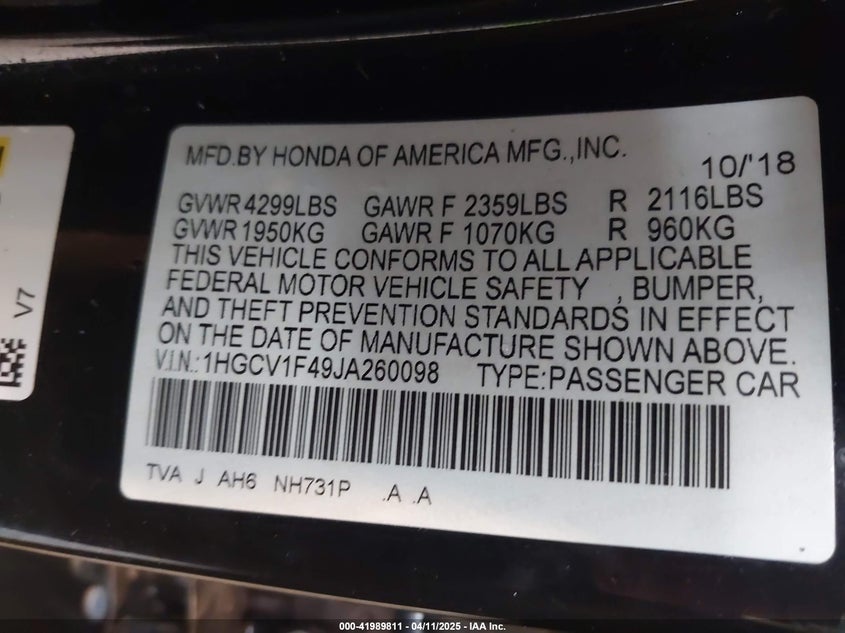 MFD.BY HONDA OF AMERICA MFG.,INC.
10/'18
GVWR 4299LBS GAWR F 2359LBS R 2116LBS
GVWR 1950KG GAWR F 1070KG R 960KG
THIS VEHICLE CONFORMS TO ALL APPLICABLE
FEDERAL MOTOR VEHICLE SAFETY , BUMPER,
AND THEFT PREVENTION STANDARDS IN EFFECT
ON THE DATE OF MANUFACTURE SHOWN ABOVE.
V.I.N.:1HGCV1F49JA260098 TYPE:PASSENGER CAR
TVA J AH6 NH731P .A .A
V7
000-41989811 - 04/11/2025 - IAA Inc.